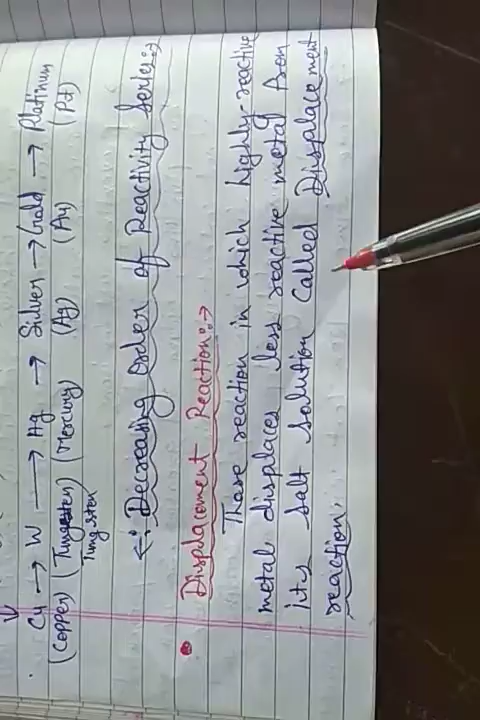 Cu → W → Hg → Silver → Gold → Platinum
(Copper) (Tungsten) (Mercury) (Ag) (Au) (Pt)
Tungsten
<: Decreasing order of Reactivity Series:→
• Displacement Reaction:→
Those reaction in which highly-reactive
metal displaces less reactive metal from
its salt solution called Displacement
reaction.